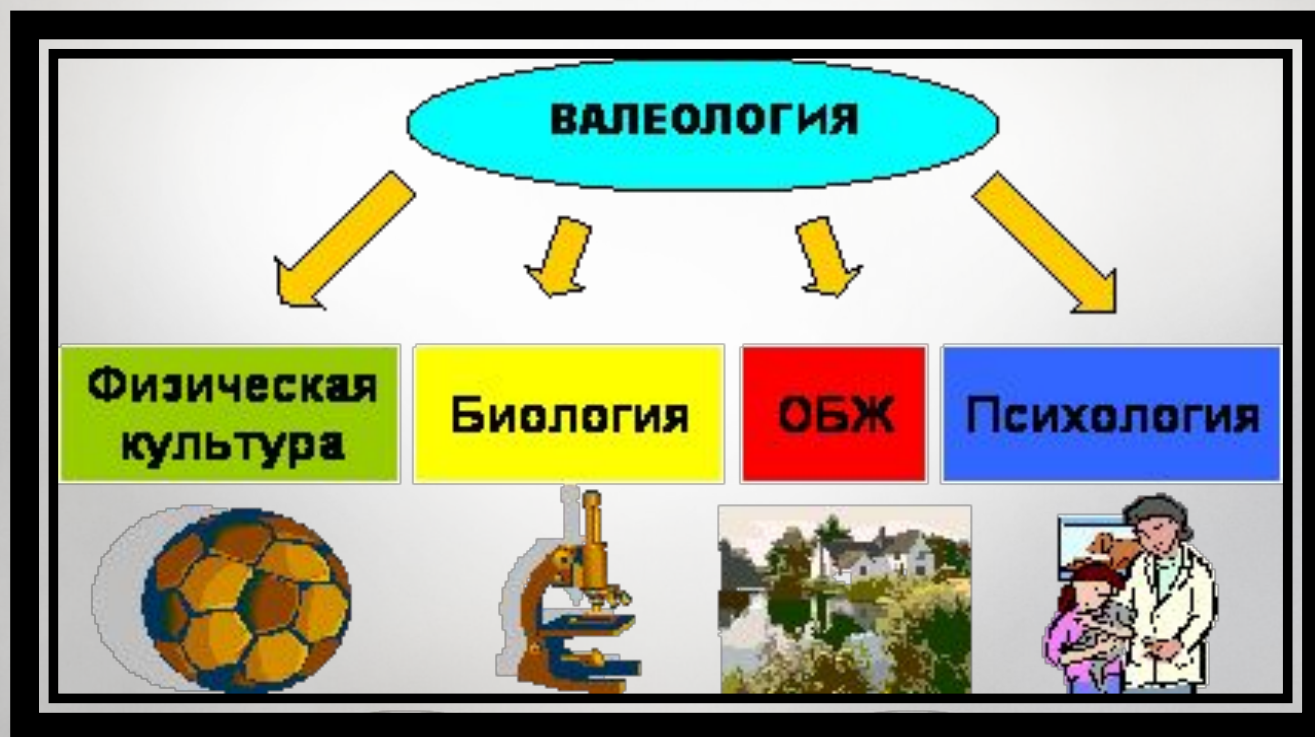 ВАЛЕОЛОГИЯ
Физическая
культура
Биология
ОБЖ
Психология